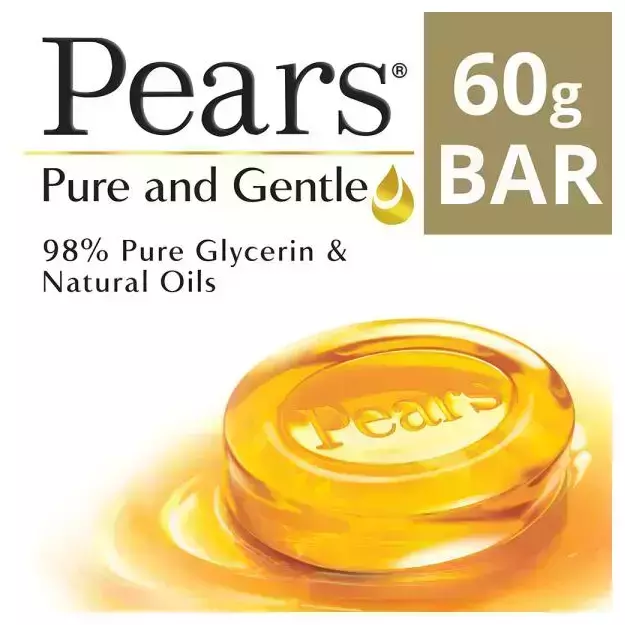 Pears®
Pure and Gentle
98% Pure Glycerin &
Natural Oils
60g
BAR
Pears